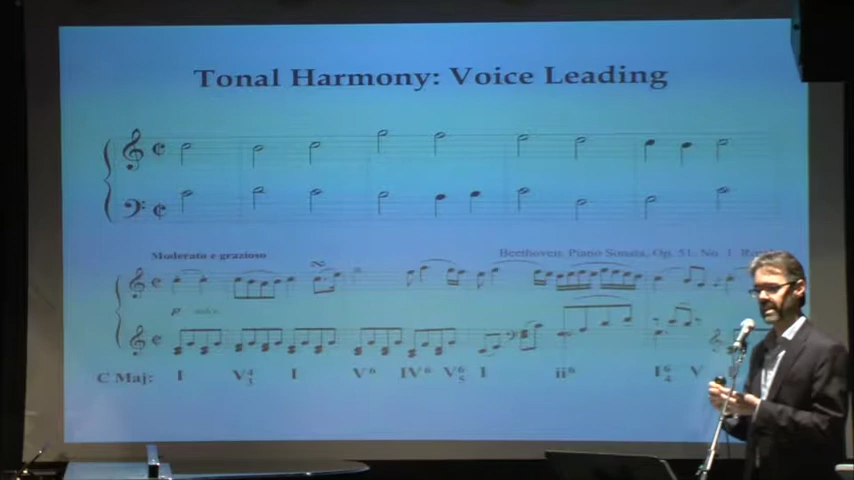 Tonal Harmony: Voice Leading
Moderato e grazioso
Beethoven, Piano Sonata, Op. 51, No. 1
p
C Maj: I V4/3 I V6 IV6 V6/5 I ii6 I6/4 V